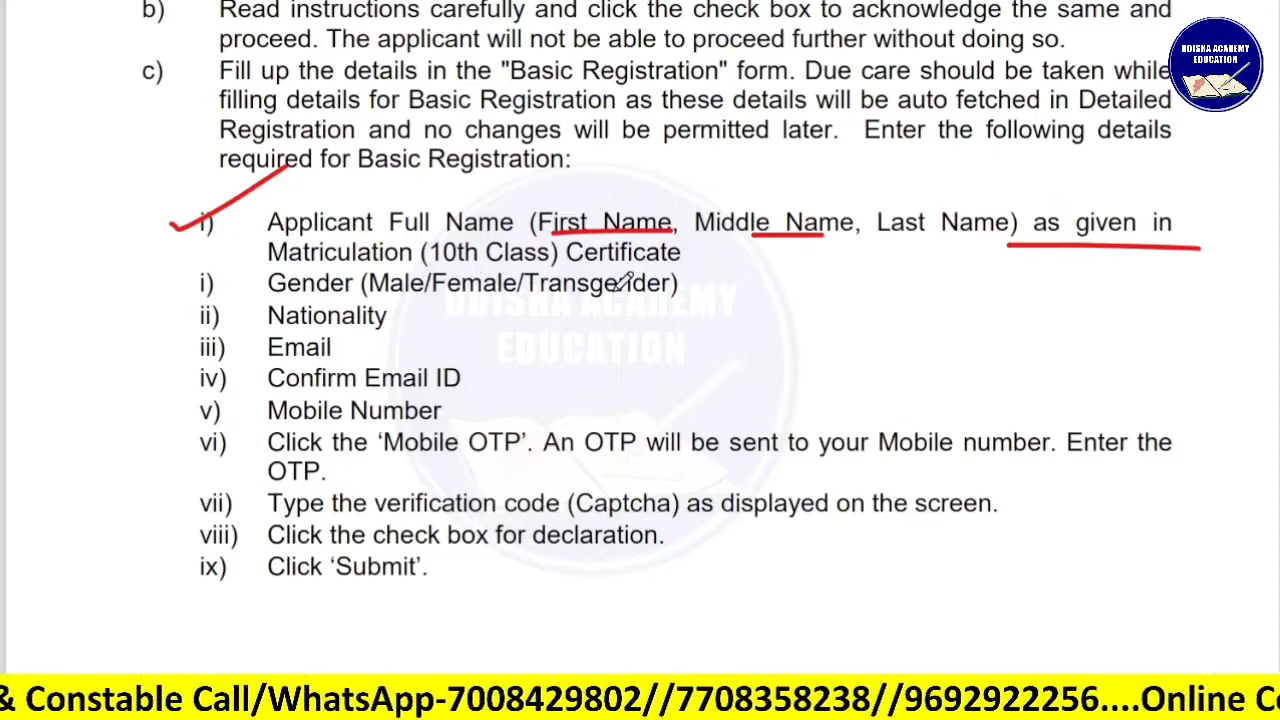 b) Read instructions carefully and click the check box to acknowledge the same and
proceed. The applicant will not be able to proceed further without doing so.
c) Fill up the details in the "Basic Registration" form. Due care should be taken while
filling details for Basic Registration as these details will be auto fetched in Detailed
Registration and no changes will be permitted later. Enter the following details
required for Basic Registration:
i) Applicant Full Name (First Name, Middle Name, Last Name) as given in
Matriculation (10th Class) Certificate
i) Gender (Male/Female/Transgender)
ii) Nationality
iii) Email
iv) Confirm Email ID
v) Mobile Number
vi) Click the ‘Mobile OTP’. An OTP will be sent to your Mobile number. Enter the
OTP.
vii) Type the verification code (Captcha) as displayed on the screen.
viii) Click the check box for declaration.
ix) Click ‘Submit’.
ODISHA ACADEMY
EDUCATION
ODISHA ACADEMY
EDUCATION
& Constable Call/WhatsApp-7008429802//7708358238//9692922256....Online